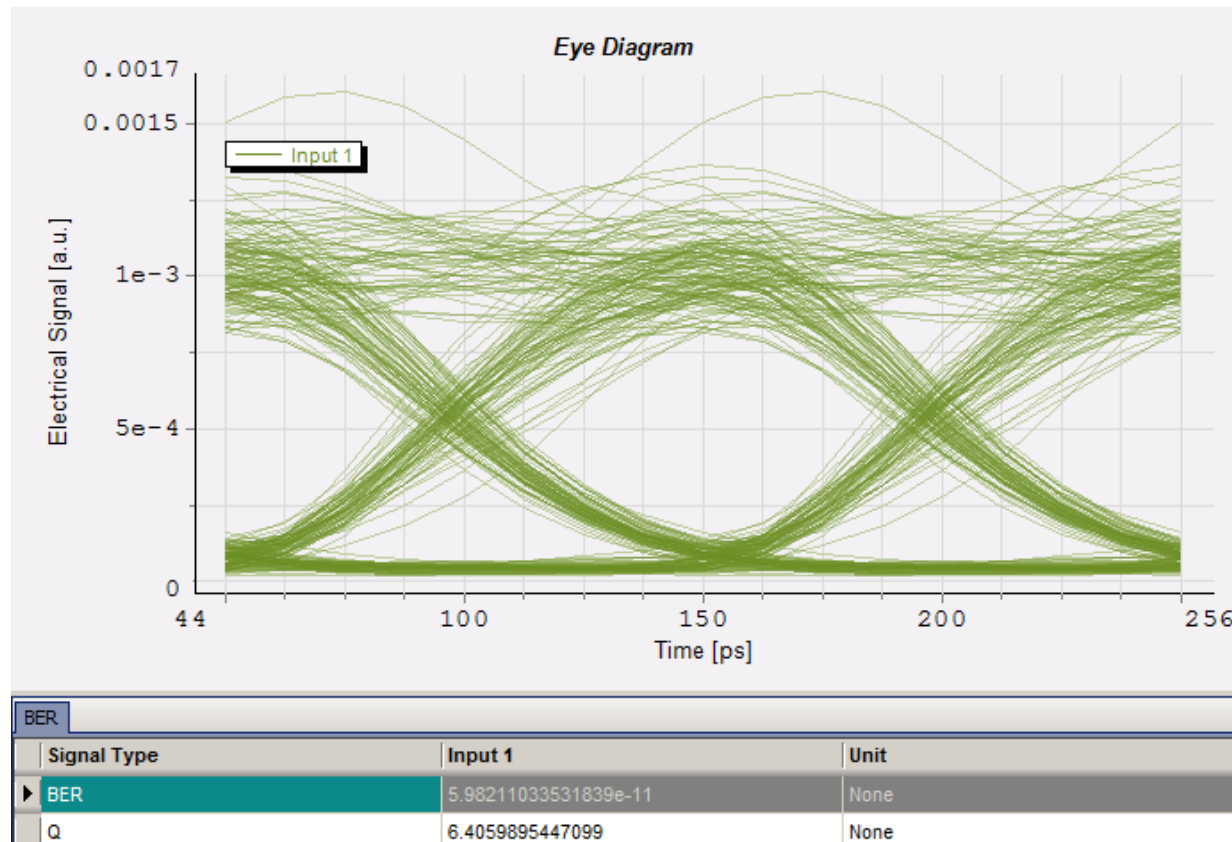 Eye Diagram
0.0017
0.0015
Input 1
1e-3
5e-4
0
Electrical Signal [a.u.]
44 100 150 200 256
Time [ps]
BER
Signal Type Input 1 Unit
BER 5.98211033531839e-11 None
Q 6.4059895447099 None